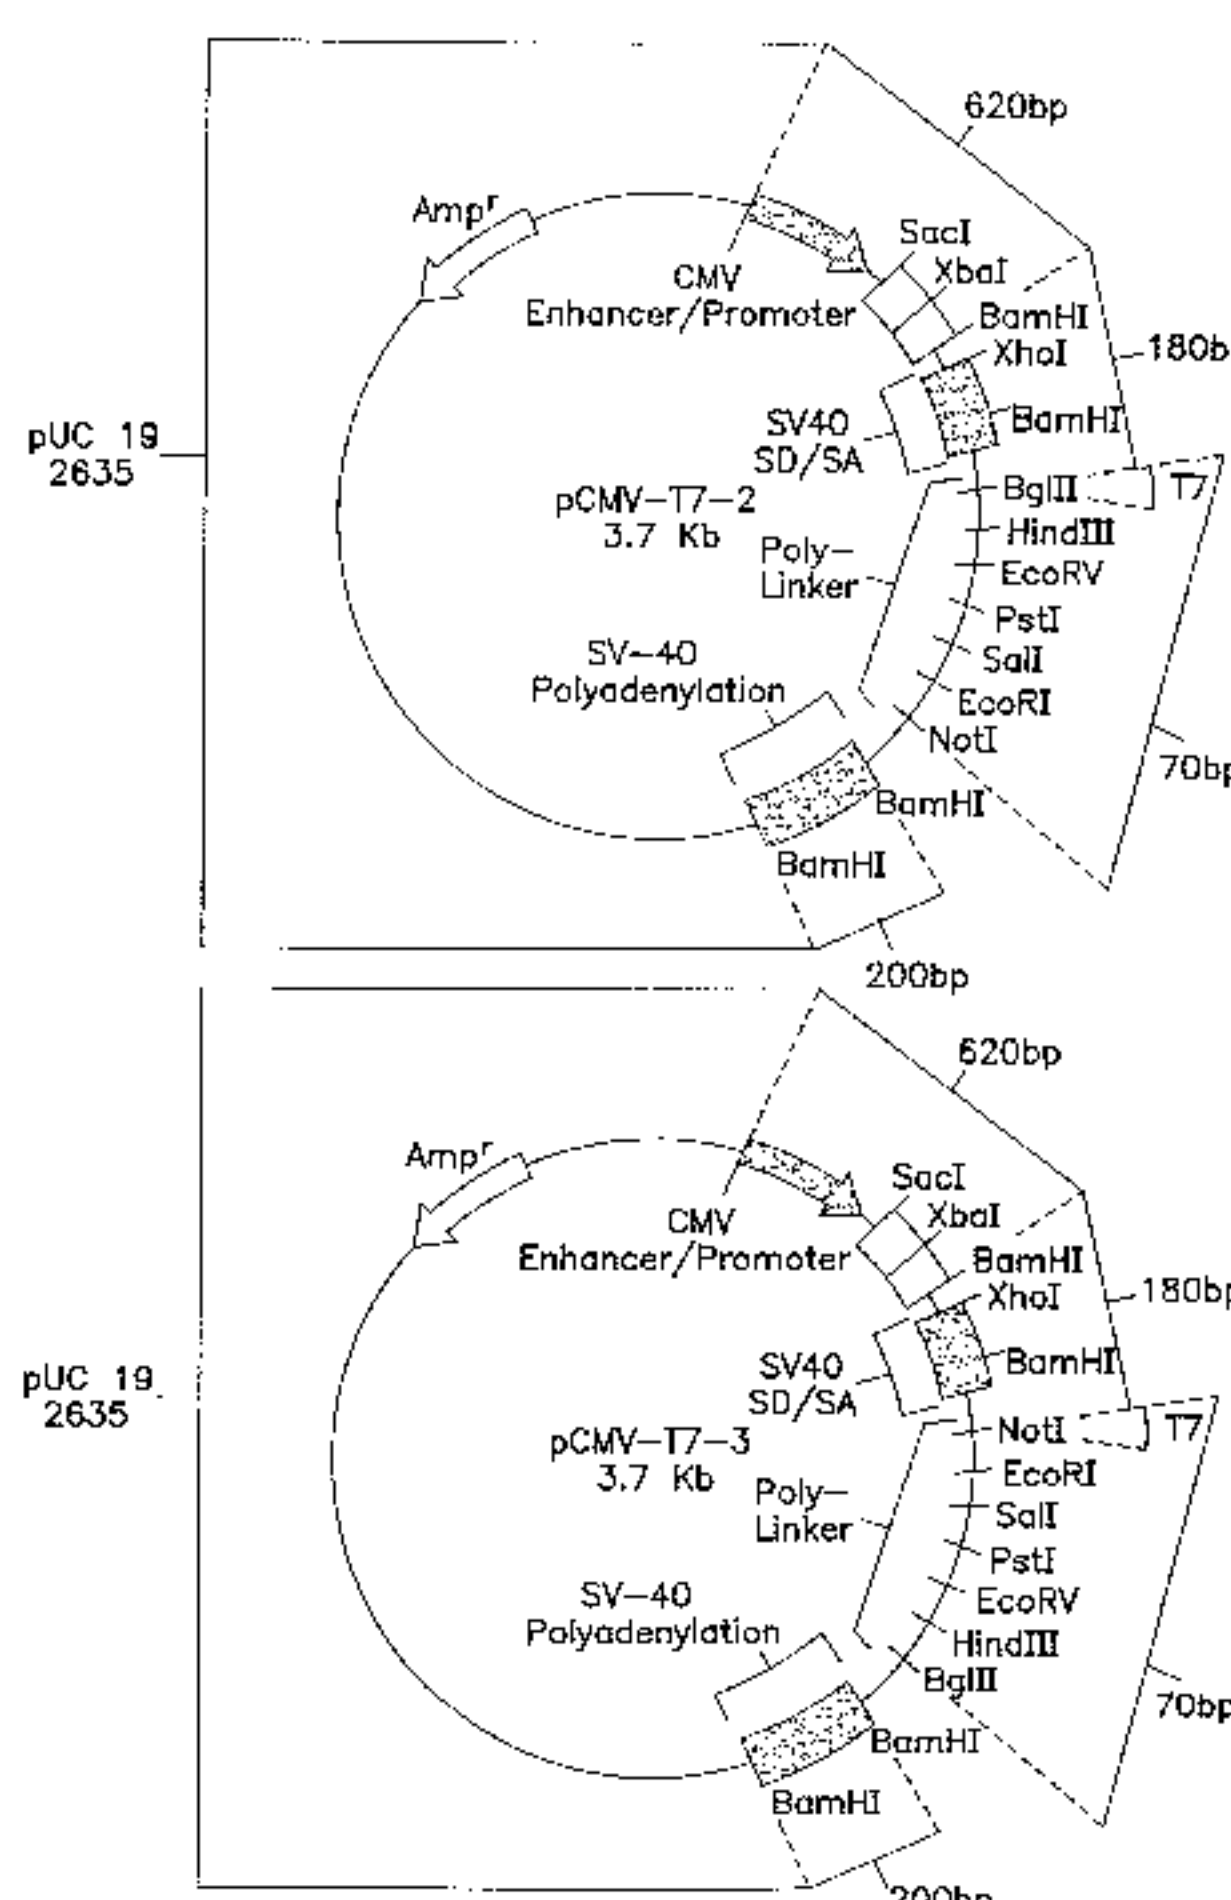 620bp
Ampr
SacI
XbaI
CMV
Enhancer/Promoter
BamHI
XhoI
180b
pUC 19
2635
SV40
SD/SA
BamHI
pCMV-T7-2
3.7 Kb
BglII
T7
HindIII
Poly-
Linker
EcoRV
PstI
SalI
SV-40
Polyadenylation
EcoRI
NotI
70bp
BamHI
BamHI
200bp
620bp
Ampr
SacI
XbaI
CMV
Enhancer/Promoter
BamHI
XhoI
180bp
pUC 19
2635
SV40
SD/SA
BamHI
pCMV-T7-3
3.7 Kb
NotI
T7
EcoRI
Poly-
Linker
SalI
PstI
SV-40
Polyadenylation
EcoRV
HindIII
BglII
70bp
BamHI
BamHI
200bp